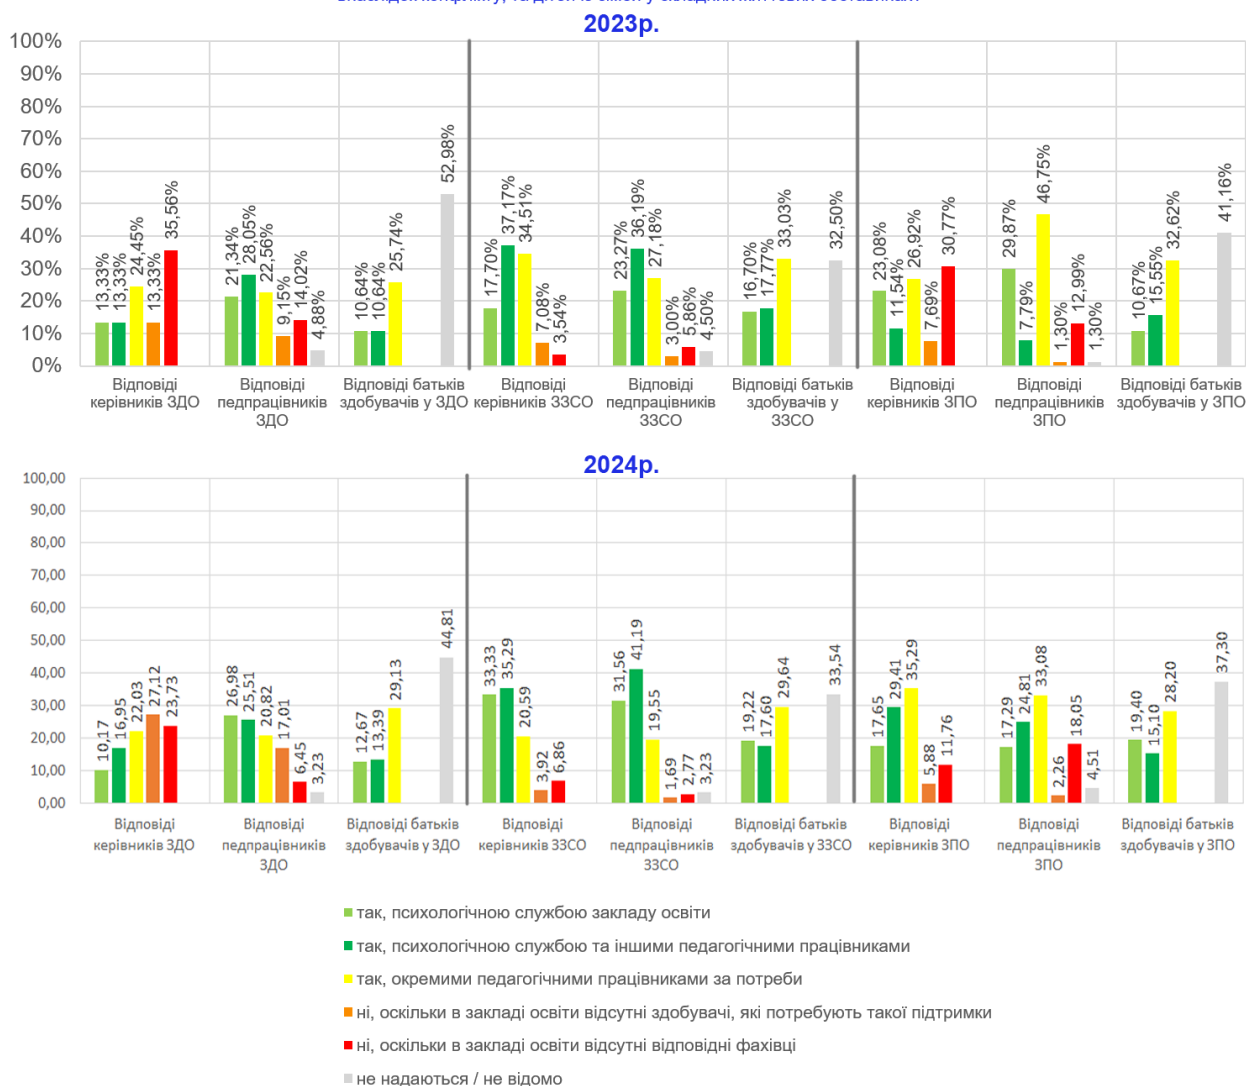 2023р.
100%
90%
80%
70%
60%
50%
40%
30%
20%
10%
0%
13,33%
13,33%
24,45%
13,33%
35,56%
21,34%
28,05%
22,56%
9,15%
14,02%
4,88%
10,64%
10,64%
25,74%
52,98%
17,70%
37,17%
34,51%
7,08%
3,54%
23,27%
36,19%
27,18%
3,00%
5,86%
4,50%
16,70%
17,77%
33,03%
32,50%
23,08%
11,54%
26,92%
7,69%
30,77%
29,87%
7,79%
46,75%
1,30%
12,99%
1,30%
10,67%
15,55%
32,62%
41,16%
Відповіді
керівників ЗДО
Відповіді
педпрацівників
ЗДО
Відповіді батьків
здобувачів у ЗДО
Відповіді
керівників ЗЗСО
Відповіді
педпрацівників
ЗЗСО
Відповіді батьків
здобувачів у
ЗЗСО
Відповіді
керівників ЗПО
Відповіді
педпрацівників
ЗПО
Відповіді батьків
здобувачів у ЗПО
2024р.
100,00
90,00
80,00
70,00
60,00
50,00
40,00
30,00
20,00
10,00
0,00
10,17
16,95
22,03
27,12
23,73
26,98
25,51
20,82
17,01
6,45
3,23
12,67
13,39
29,13
44,81
33,33
35,29
20,59
3,92
6,86
31,56
41,19
19,55
1,69
2,77
3,23
19,22
17,60
29,64
33,54
17,65
29,41
35,29
5,88
11,76
17,29
24,81
33,08
2,26
18,05
4,51
19,40
15,10
28,20
37,30
Відповіді
керівників ЗДО
Відповіді
педпрацівників
ЗДО
Відповіді батьків
здобувачів у ЗДО
Відповіді
керівників ЗЗСО
Відповіді
педпрацівників
ЗЗСО
Відповіді батьків
здобувачів у ЗЗСО
Відповіді
керівників ЗПО
Відповіді
педпрацівників
ЗПО
Відповіді батьків
здобувачів у ЗПО
так, психологічною службою закладу освіти
так, психологічною службою та іншими педагогічними працівниками
так, окремими педагогічними працівниками за потреби
ні, оскільки в закладі освіти відсутні здобувачі, які потребують такої підтримки
ні, оскільки в закладі освіти відсутні відповідні фахівці
не надаються / не відомо